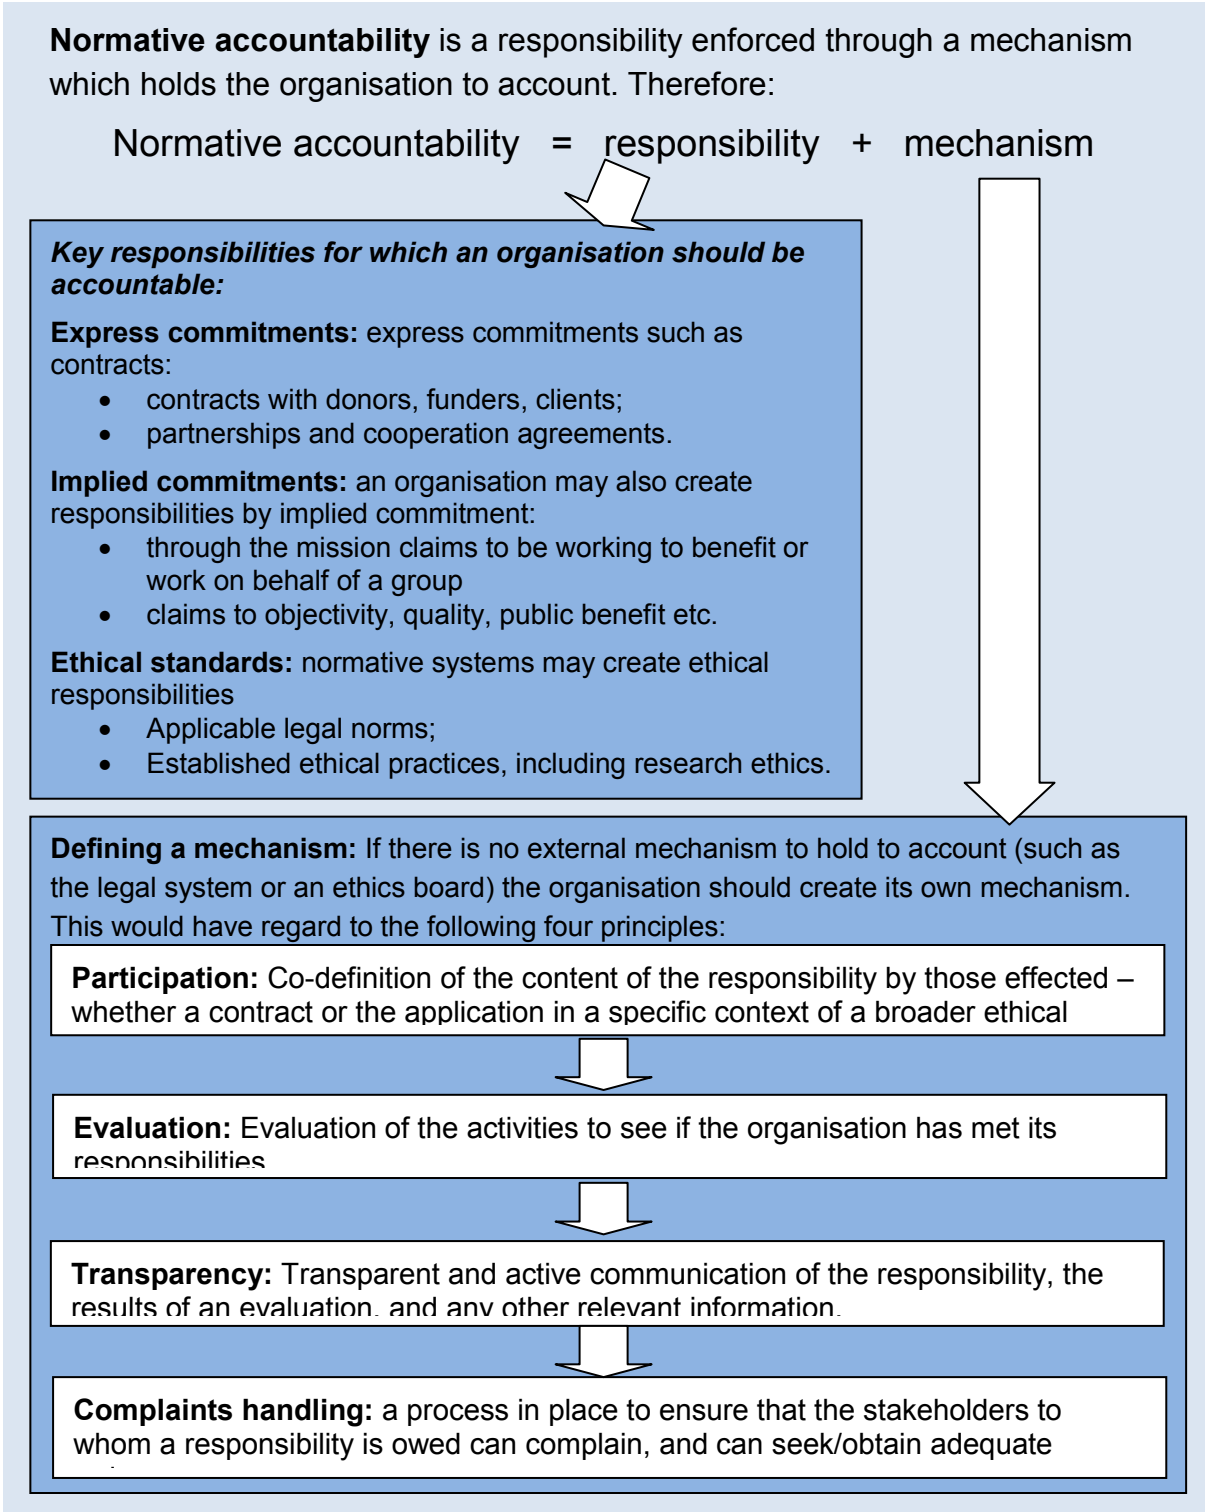 Normative accountability is a responsibility enforced through a mechanism
which holds the organisation to account. Therefore:
Normative accountability = responsibility + mechanism
Key responsibilities for which an organisation should be
accountable:
Express commitments: express commitments such as
contracts:
• contracts with donors, funders, clients;
• partnerships and cooperation agreements.
Implied commitments: an organisation may also create
responsibilities by implied commitment:
• through the mission claims to be working to benefit or
work on behalf of a group
• claims to objectivity, quality, public benefit etc.
Ethical standards: normative systems may create ethical
responsibilities
• Applicable legal norms;
• Established ethical practices, including research ethics.
Defining a mechanism: If there is no external mechanism to hold to account (such as
the legal system or an ethics board) the organisation should create its own mechanism.
This would have regard to the following four principles:
Participation: Co-definition of the content of the responsibility by those effected –
whether a contract or the application in a specific context of a broader ethical
Evaluation: Evaluation of the activities to see if the organisation has met its
responsibilities
Transparency: Transparent and active communication of the responsibility, the
results of an evaluation, and any other relevant information.
Complaints handling: a process in place to ensure that the stakeholders to
whom a responsibility is owed can complain, and can seek/obtain adequate